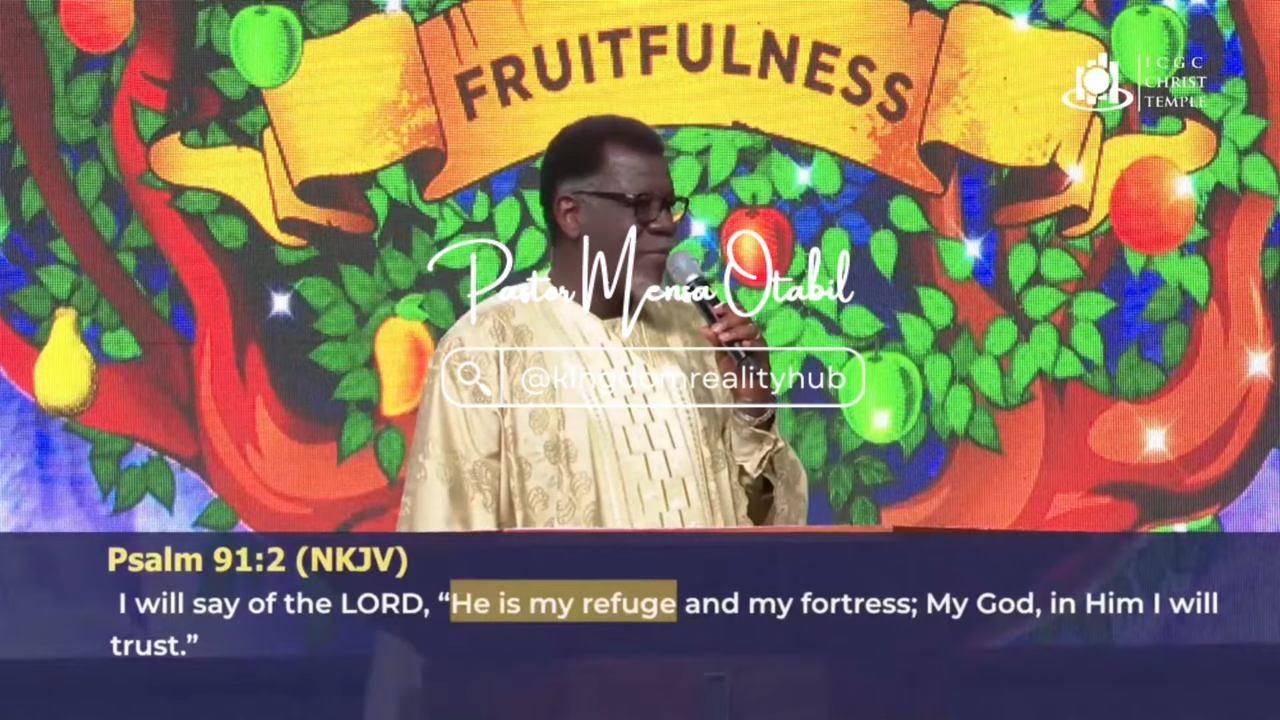 FRUITFULNESS
ICGC
CHRIST
TEMPLE
Pastor Mensa Otabil
@kingdomrealityhub
Psalm 91:2 (NKJV)
I will say of the LORD, “He is my refuge and my fortress; My God, in Him I will
trust.”